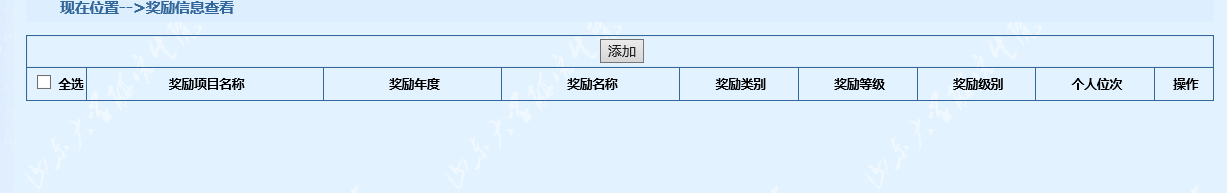 现在位置-->奖励信息查看
添加
全选 奖励项目名称 奖励年度 奖励名称 奖励类别 奖励等级 奖励级别 个人位次 操作